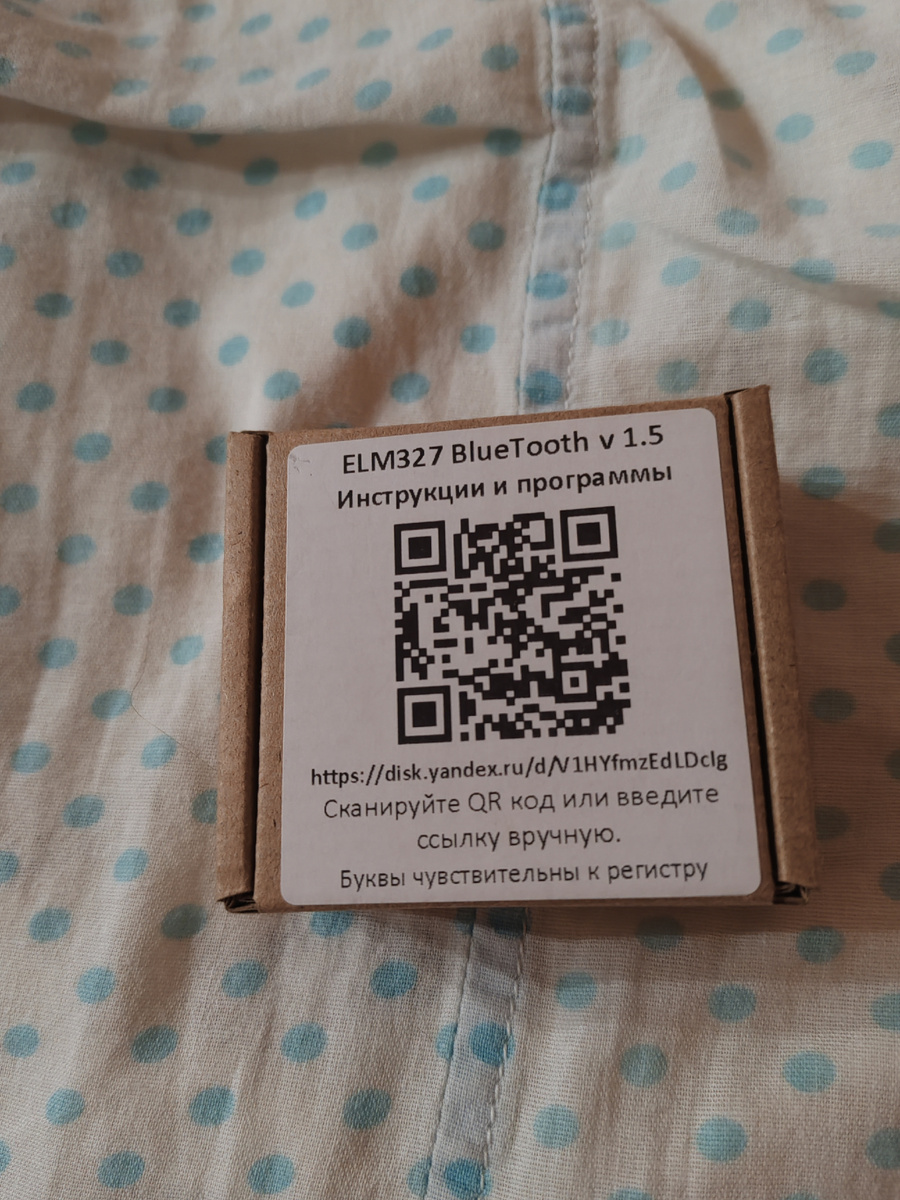 ELM327 BlueTooth v 1.5
Инструкции и программы
https://disk.yandex.ru/d/V1HYfmzEdLDclg
Сканируйте QR код или введите
ссылку вручную.
Буквы чувствительны к регистру